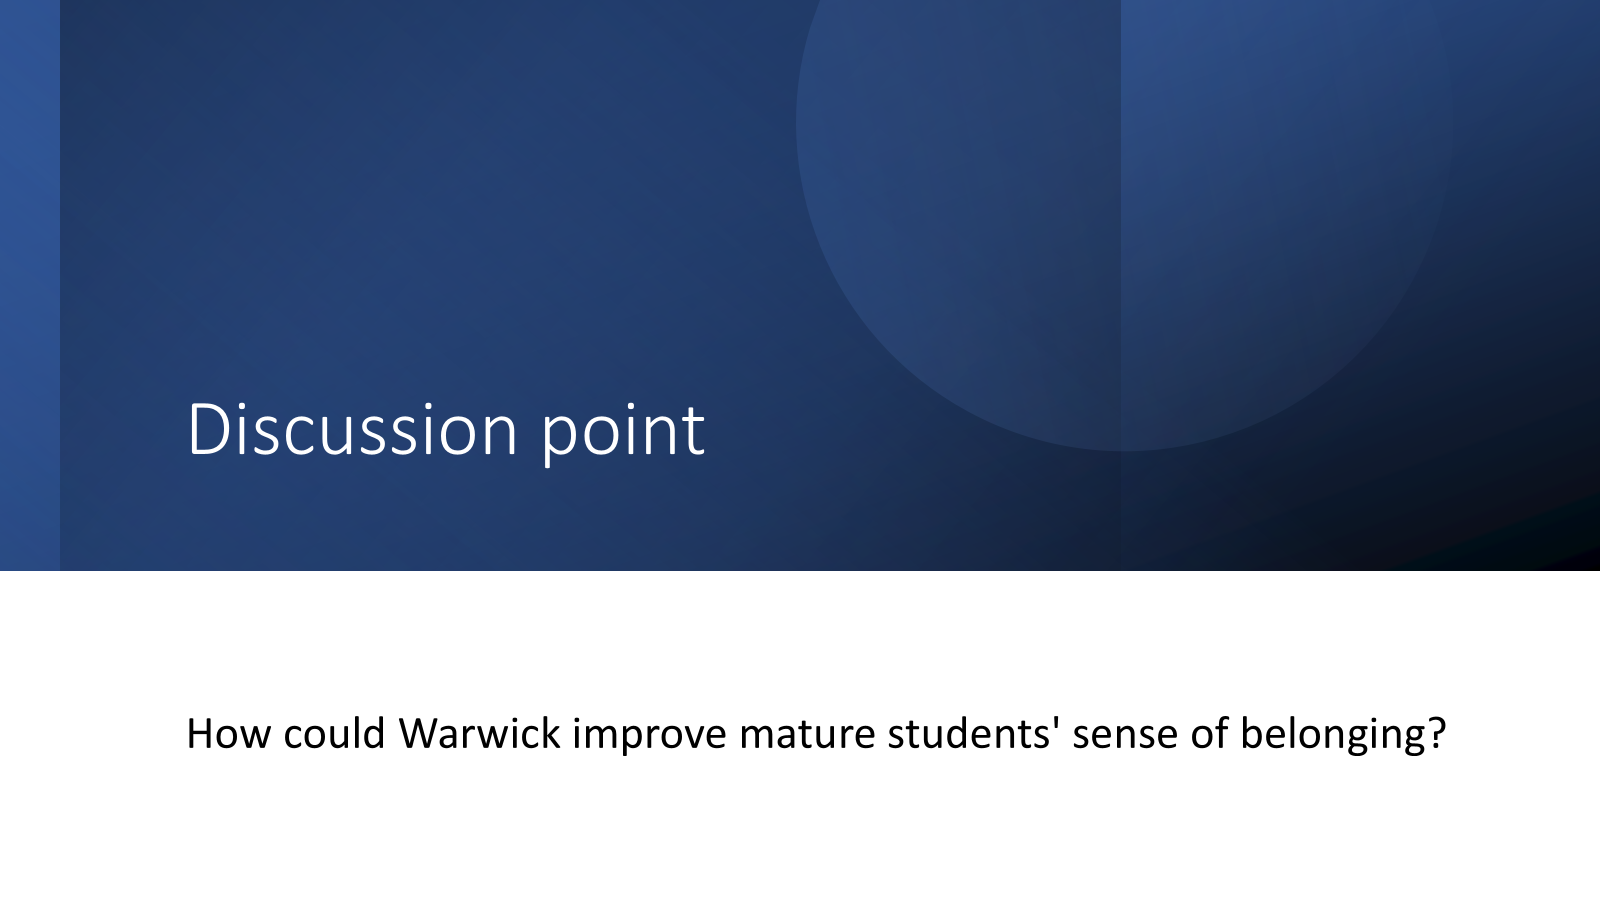 Discussion point
How could Warwick improve mature students' sense of belonging?